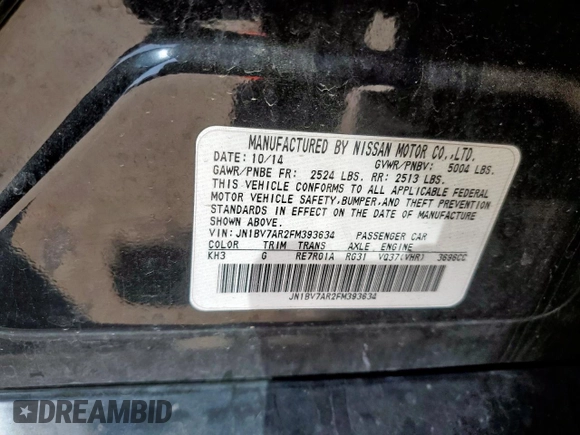 MANUFACTURED BY NISSAN MOTOR CO.,LTD.
DATE: 10/14 GVWR/PNBV: 5004 LBS.
GAWR/PNBE FR: 2524 LBS. RR: 2513 LBS.
THIS VEHICLE CONFORMS TO ALL APPLICABLE FEDERAL
MOTOR VEHICLE SAFETY,BUMPER,AND THEFT PREVENTION
STANDARDS IN EFFECT ON THE DATE OF MANUFACTURE
SHOWN ABOVE.
VIN: JN1BV7AR2FM393634 PASSENGER CAR
COLOR TRIM TRANS AXLE ENGINE
KH3 G RE7R01A RG31 VQ37(VHR) 3696CC
JN1BV7AR2FM393634
DREAMBID